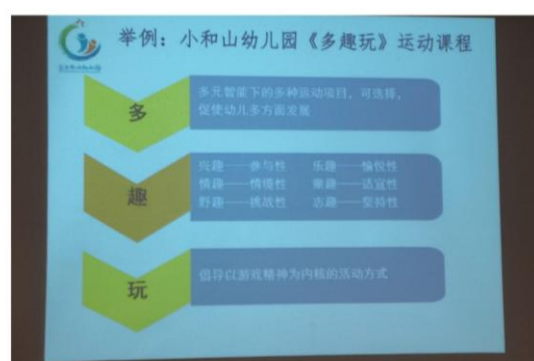 举例：小和山幼儿园《多趣玩》运动课程
多
多元智能下的多种运动项目，可选择，
促使幼儿多方面发展
趣
兴趣——参与性 乐趣——愉悦性
情趣——情境性 童趣——适宜性
野趣——挑战性 志趣——坚持性
玩
倡导以游戏精神为内核的活动方式